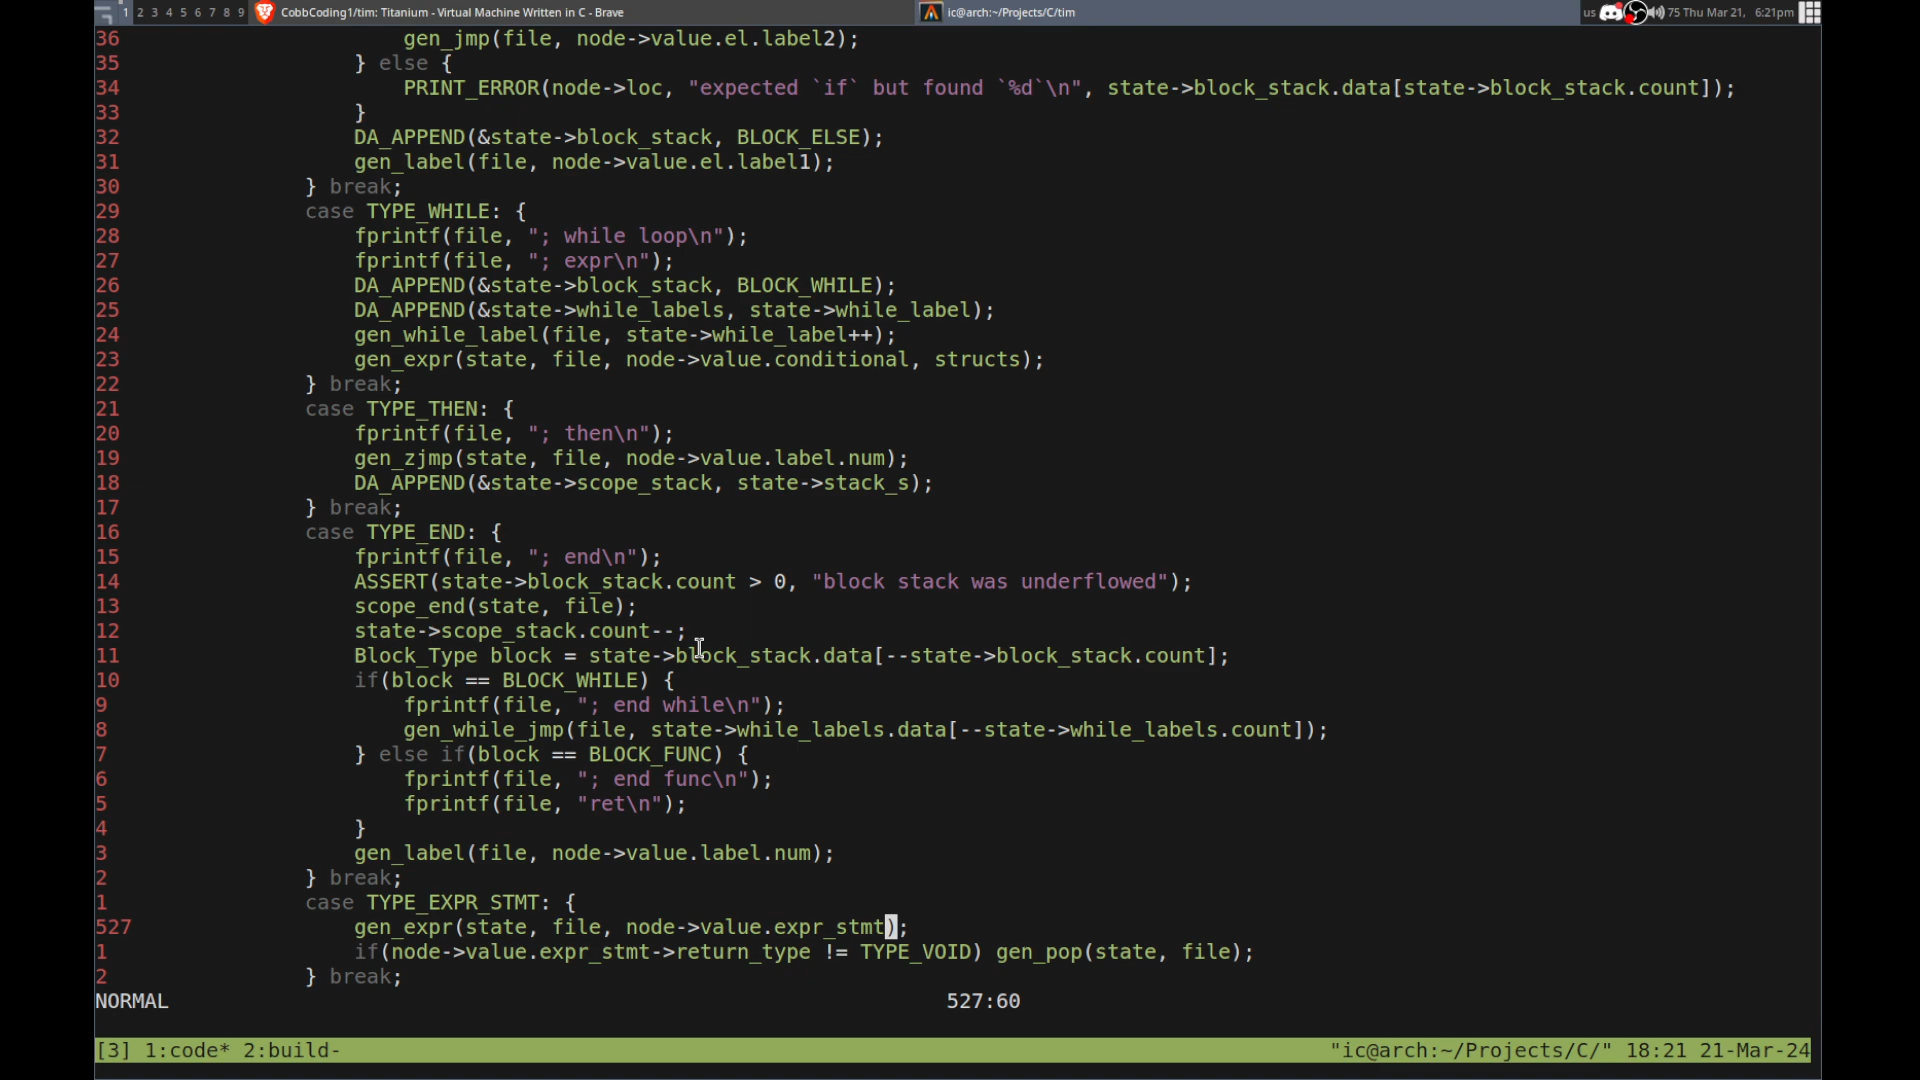 1 2 3 4 5 6 7 8 9 CobbCoding1/tim: Titanium - Virtual Machine Written in C - Brave ic@arch:~/Projects/C/tim us 75 Thu Mar 21, 6:21pm
36 gen_jmp(file, node->value.el.label2);
35 } else {
34 PRINT_ERROR(node->loc, "expected `if` but found `%d`\n", state->block_stack.data[state->block_stack.count]);
33 }
32 DA_APPEND(&state->block_stack, BLOCK_ELSE);
31 gen_label(file, node->value.el.label1);
30 } break;
29 case TYPE_WHILE: {
28 fprintf(file, "; while loop\n");
27 fprintf(file, "; expr\n");
26 DA_APPEND(&state->block_stack, BLOCK_WHILE);
25 DA_APPEND(&state->while_labels, state->while_label);
24 gen_while_label(file, state->while_label++);
23 gen_expr(state, file, node->value.conditional, structs);
22 } break;
21 case TYPE_THEN: {
20 fprintf(file, "; then\n");
19 gen_zjmp(state, file, node->value.label.num);
18 DA_APPEND(&state->scope_stack, state->stack_s);
17 } break;
16 case TYPE_END: {
15 fprintf(file, "; end\n");
14 ASSERT(state->block_stack.count > 0, "block stack was underflowed");
13 scope_end(state, file);
12 state->scope_stack.count--;
11 Block_Type block = state->block_stack.data[--state->block_stack.count];
10 if(block == BLOCK_WHILE) {
9 fprintf(file, "; end while\n");
8 gen_while_jmp(file, state->while_labels.data[--state->while_labels.count]);
7 } else if(block == BLOCK_FUNC) {
6 fprintf(file, "; end func\n");
5 fprintf(file, "ret\n");
4 }
3 gen_label(file, node->value.label.num);
2 } break;
1 case TYPE_EXPR_STMT: {
527 gen_expr(state, file, node->value.expr_stmt);
1 if(node->value.expr_stmt->return_type != TYPE_VOID) gen_pop(state, file);
2 } break;
NORMAL 527:60
[3] 1:code* 2:build- "ic@arch:~/Projects/C/" 18:21 21-Mar-24